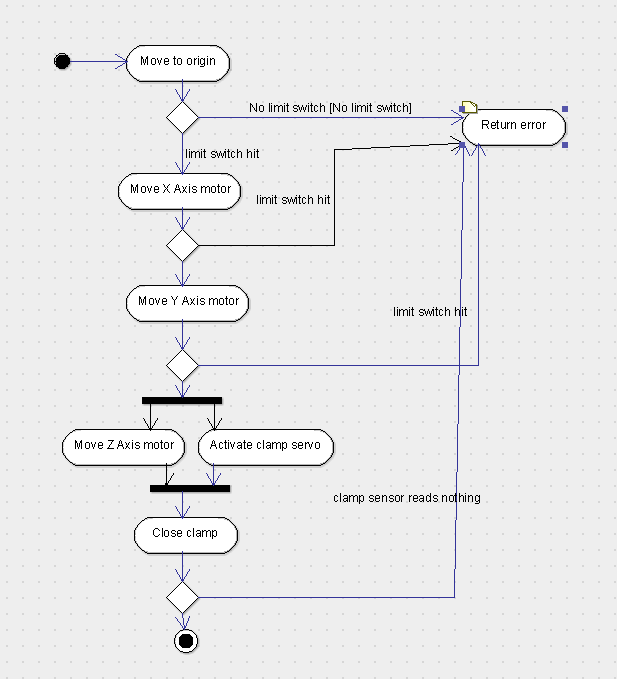 Move to origin
No limit switch [No limit switch]
Return error
limit switch hit
Move X Axis motor
limit switch hit
Move Y Axis motor
limit switch hit
Move Z Axis motor
Activate clamp servo
clamp sensor reads nothing
Close clamp